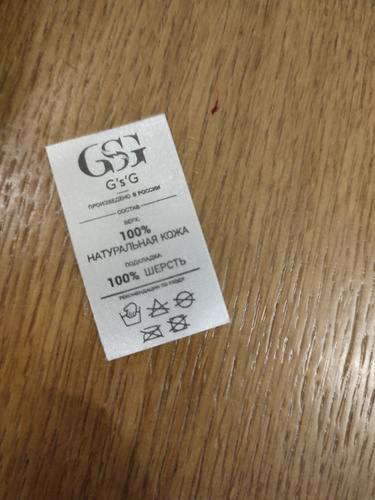 GSG
G's'G
ПРОИЗВЕДЕНО В РОССИИ
СОСТАВ
ВЕРХ:
100%
НАТУРАЛЬНАЯ КОЖА
ПОДКЛАДКА:
100% ШЕРСТЬ
РЕКОМЕНДАЦИИ ПО УХОДУ